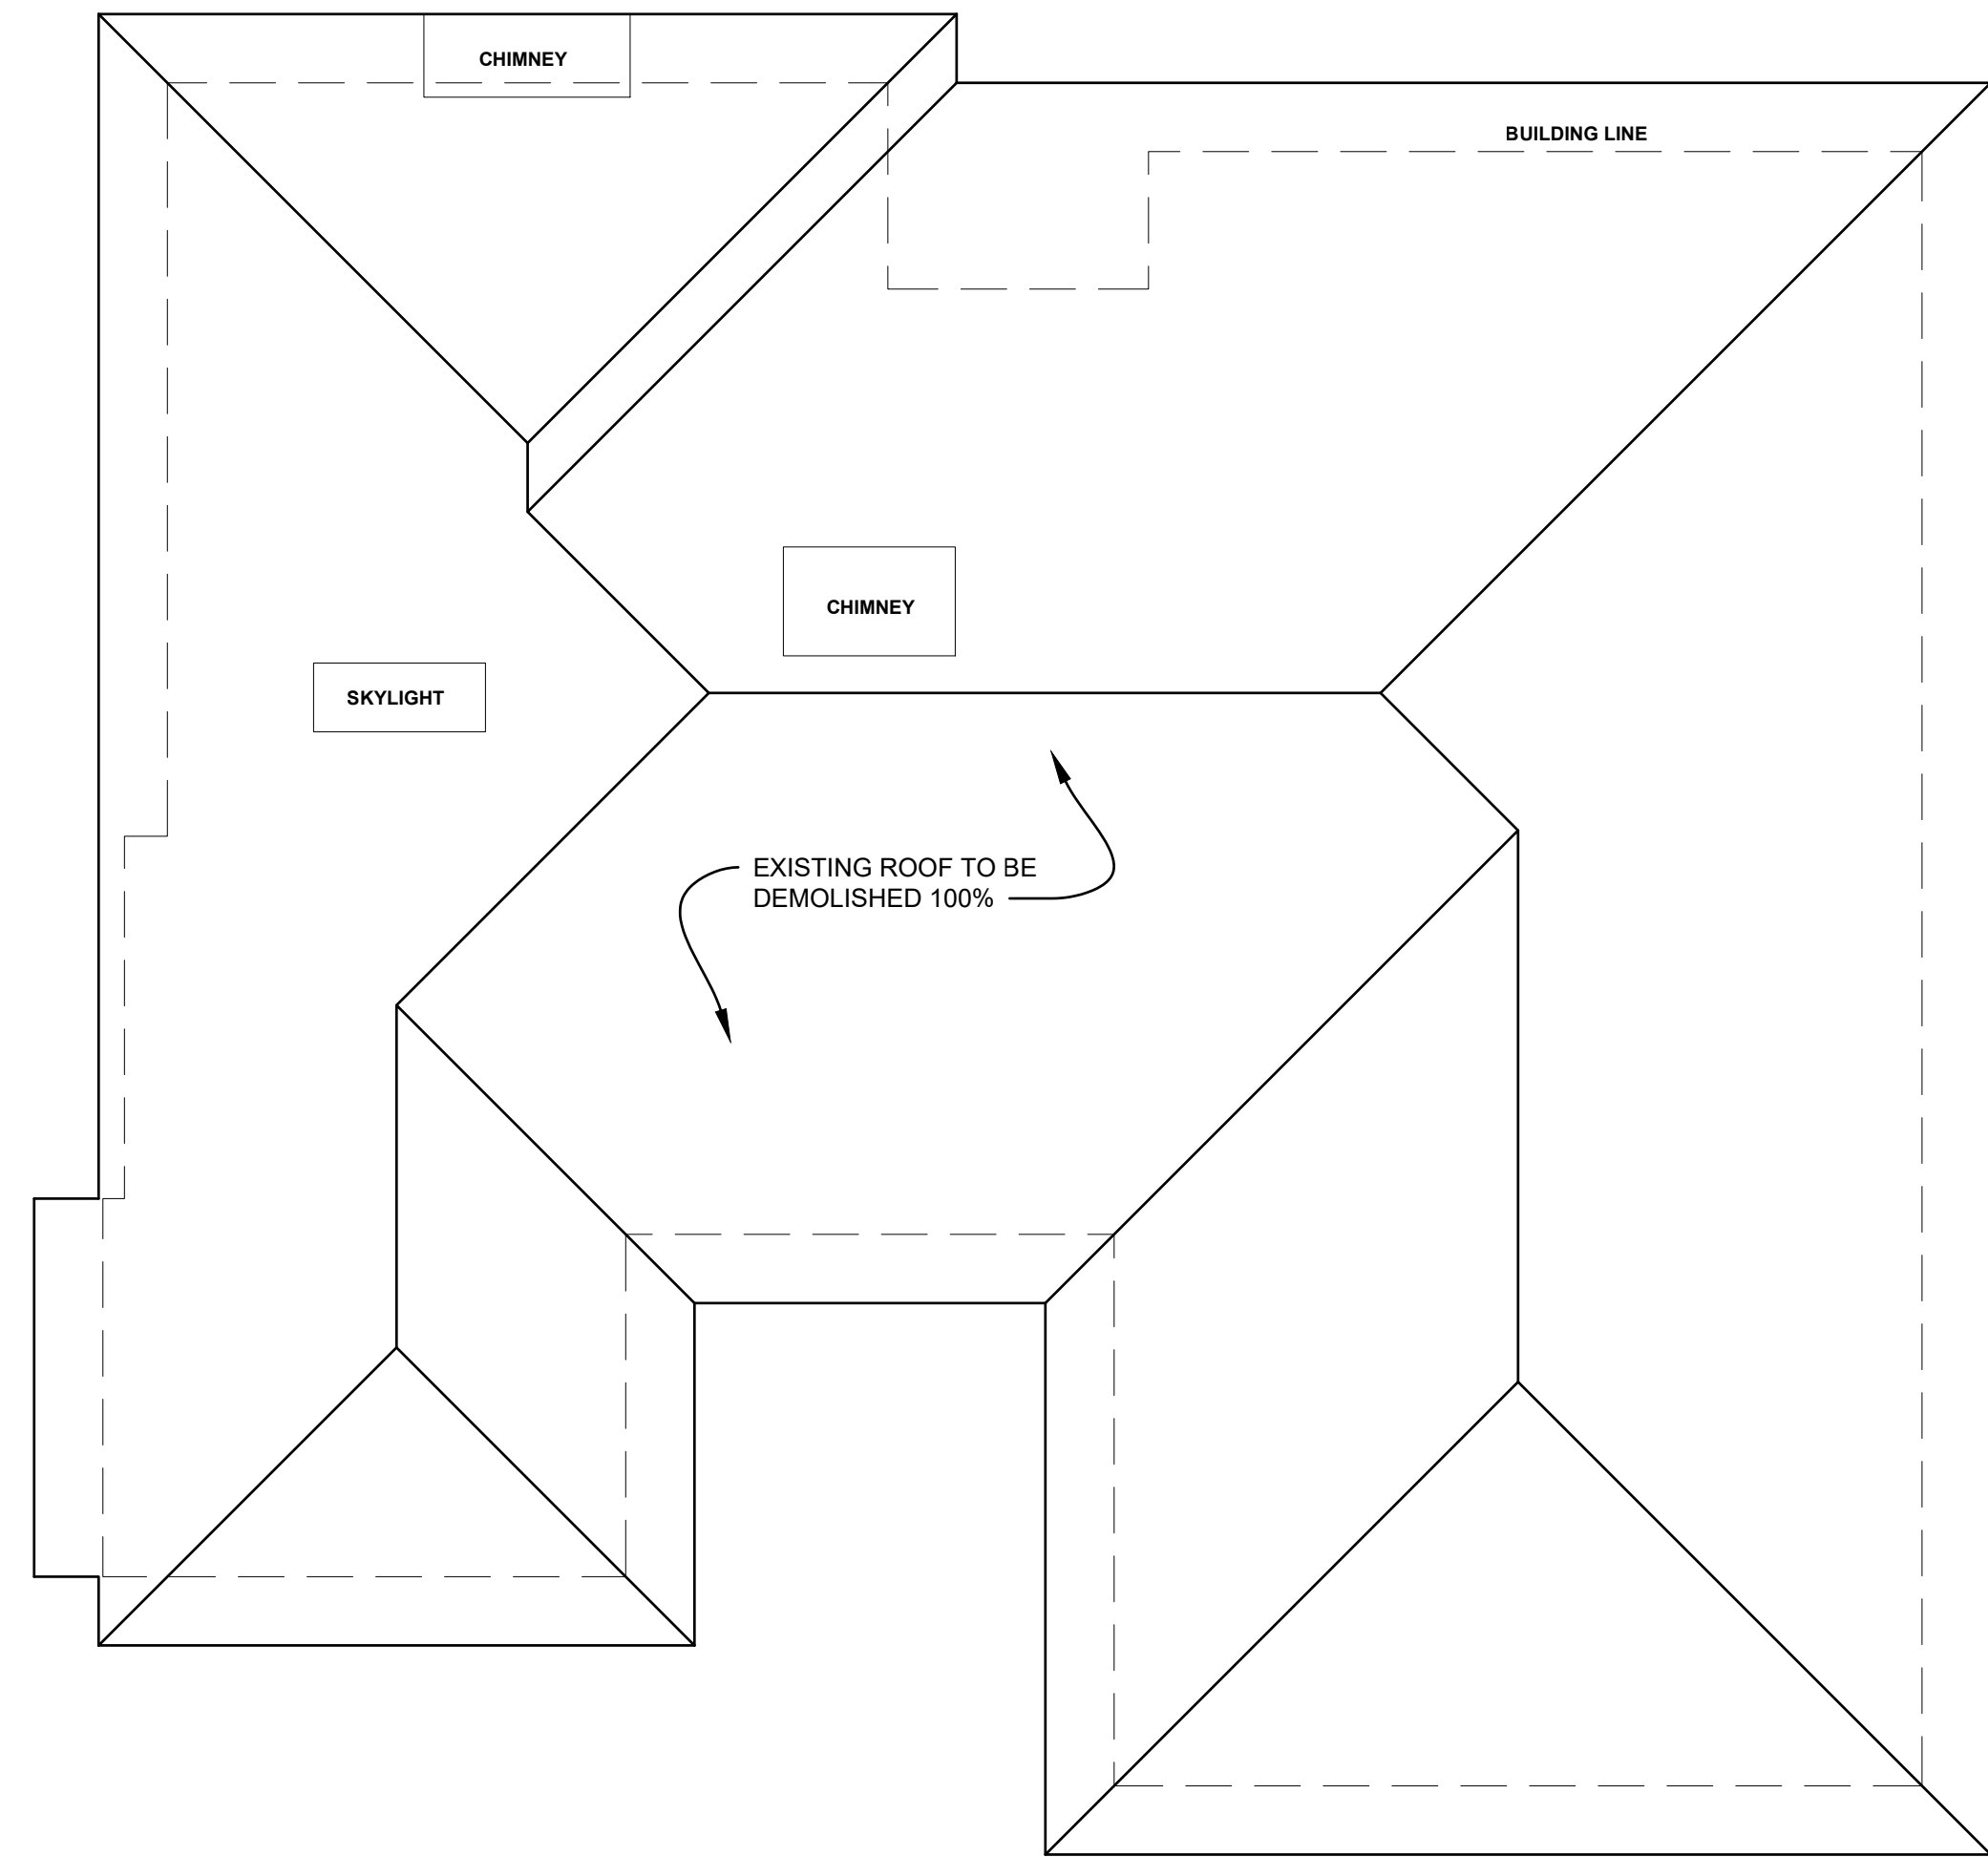 CHIMNEY
BUILDING LINE
CHIMNEY
SKYLIGHT
EXISTING ROOF TO BE
DEMOLISHED 100%